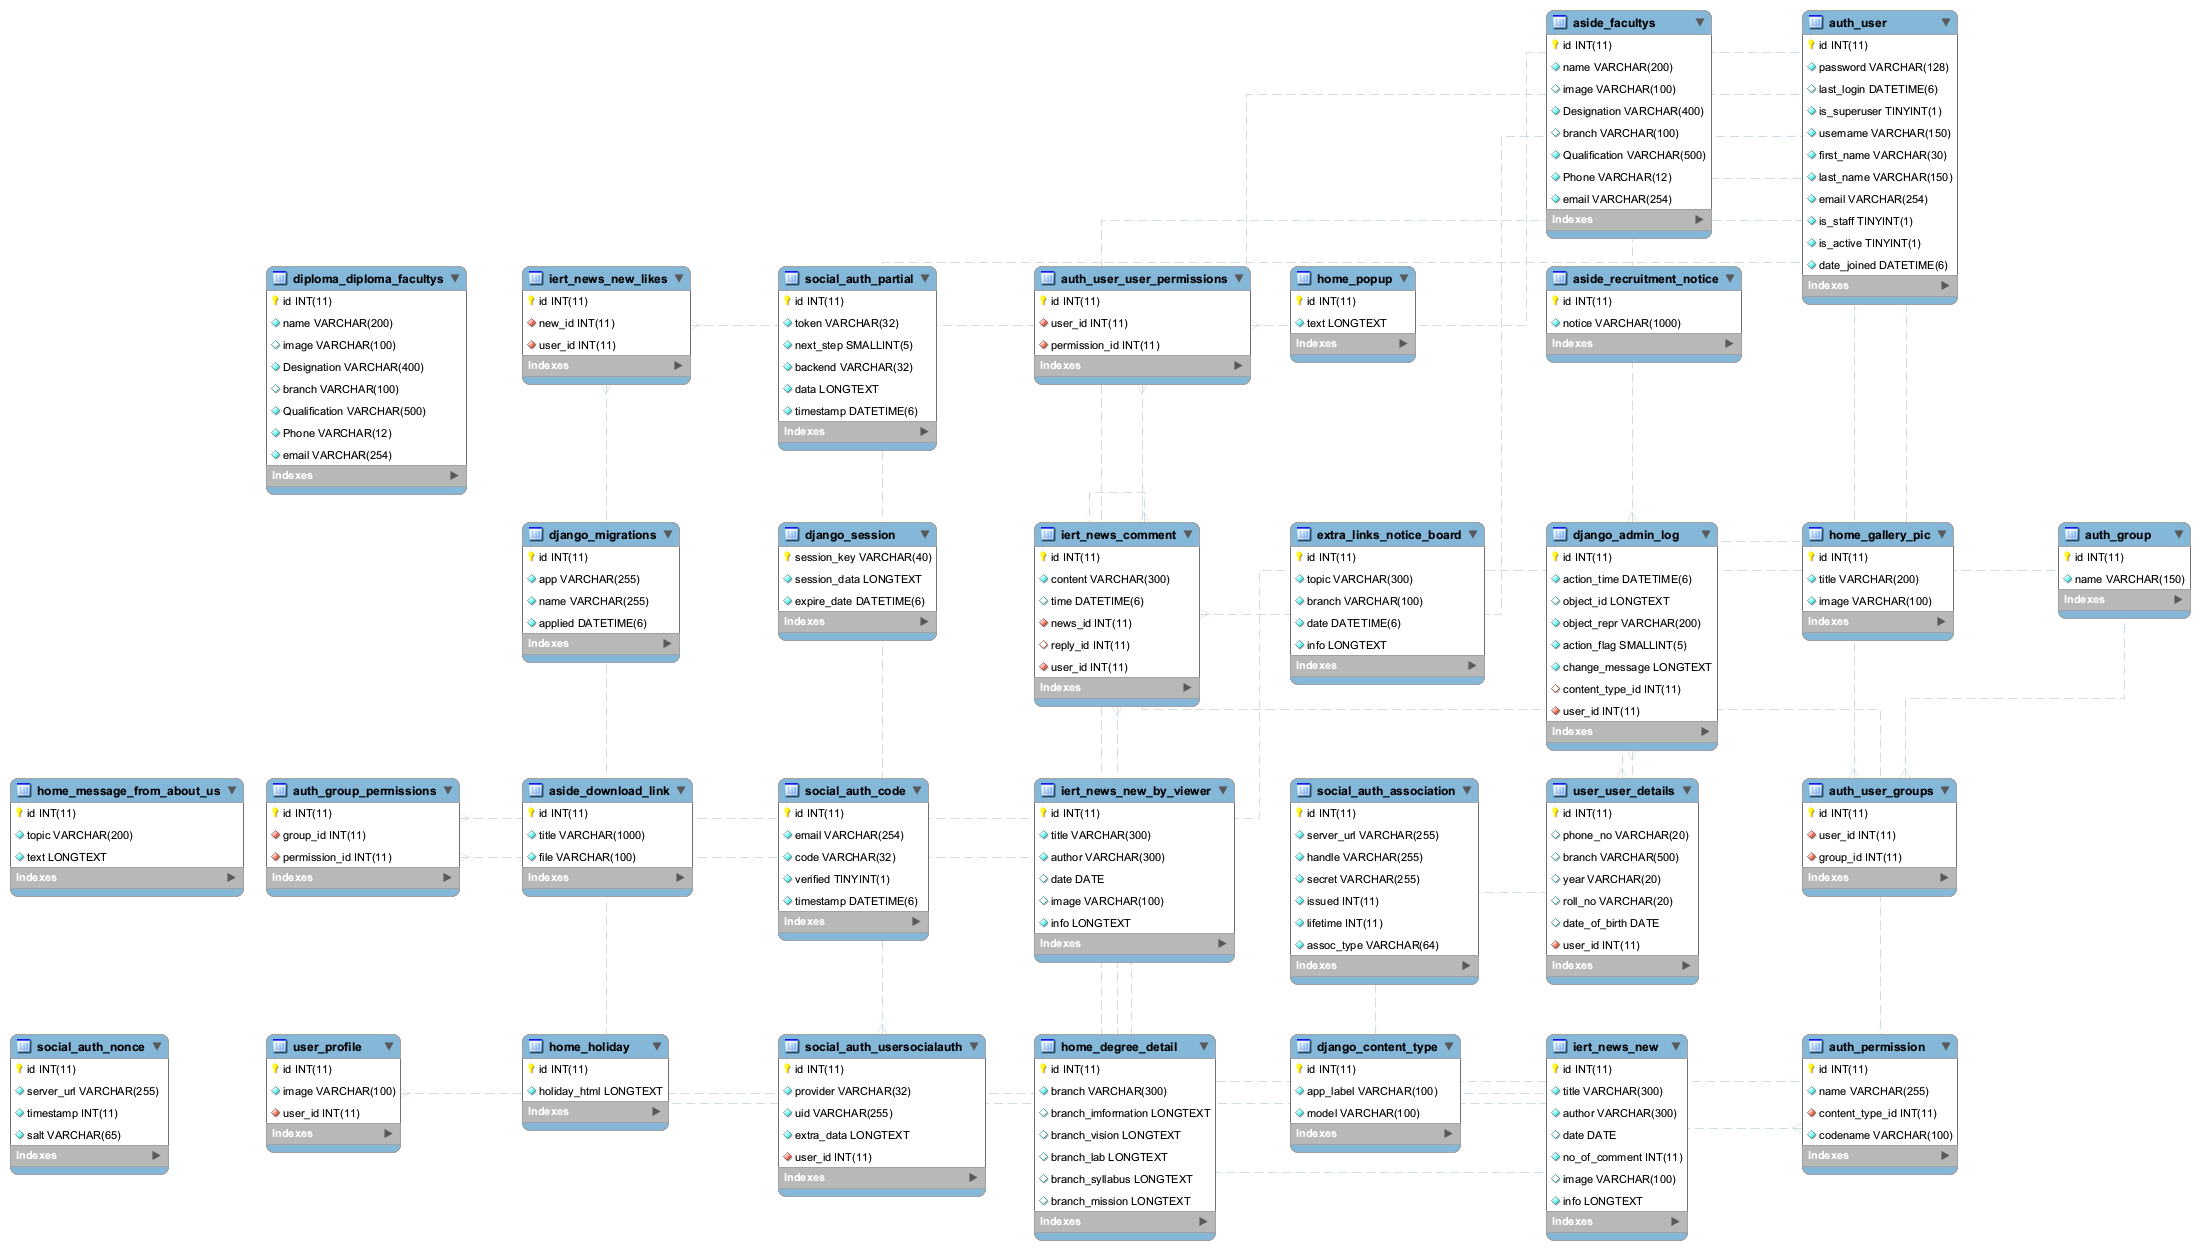 aside_facultys
id INT(11)
name VARCHAR(200)
image VARCHAR(100)
Designation VARCHAR(400)
branch VARCHAR(100)
Qualification VARCHAR(500)
Phone VARCHAR(12)
email VARCHAR(254)
Indexes
auth_user
id INT(11)
password VARCHAR(128)
last_login DATETIME(6)
is_superuser TINYINT(1)
username VARCHAR(150)
first_name VARCHAR(30)
last_name VARCHAR(150)
email VARCHAR(254)
is_staff TINYINT(1)
is_active TINYINT(1)
date_joined DATETIME(6)
Indexes
diploma_diploma_facultys
id INT(11)
name VARCHAR(200)
image VARCHAR(100)
Designation VARCHAR(400)
branch VARCHAR(100)
Qualification VARCHAR(500)
Phone VARCHAR(12)
email VARCHAR(254)
Indexes
iert_news_new_likes
id INT(11)
new_id INT(11)
user_id INT(11)
Indexes
social_auth_partial
id INT(11)
token VARCHAR(32)
next_step SMALLINT(5)
backend VARCHAR(32)
data LONGTEXT
timestamp DATETIME(6)
Indexes
auth_user_user_permissions
id INT(11)
user_id INT(11)
permission_id INT(11)
Indexes
home_popup
id INT(11)
text LONGTEXT
Indexes
aside_recruitment_notice
id INT(11)
notice VARCHAR(1000)
Indexes
django_migrations
id INT(11)
app VARCHAR(255)
name VARCHAR(255)
applied DATETIME(6)
Indexes
django_session
session_key VARCHAR(40)
session_data LONGTEXT
expire_date DATETIME(6)
Indexes
iert_news_comment
id INT(11)
content VARCHAR(300)
time DATETIME(6)
news_id INT(11)
reply_id INT(11)
user_id INT(11)
Indexes
extra_links_notice_board
id INT(11)
topic VARCHAR(300)
branch VARCHAR(100)
date DATETIME(6)
info LONGTEXT
Indexes
django_admin_log
id INT(11)
action_time DATETIME(6)
object_id LONGTEXT
object_repr VARCHAR(200)
action_flag SMALLINT(5)
change_message LONGTEXT
content_type_id INT(11)
user_id INT(11)
Indexes
home_gallery_pic
id INT(11)
title VARCHAR(200)
image VARCHAR(100)
Indexes
auth_group
id INT(11)
name VARCHAR(150)
Indexes
home_message_from_about_us
id INT(11)
topic VARCHAR(200)
text LONGTEXT
Indexes
auth_group_permissions
id INT(11)
group_id INT(11)
permission_id INT(11)
Indexes
aside_download_link
id INT(11)
title VARCHAR(1000)
file VARCHAR(100)
Indexes
social_auth_code
id INT(11)
email VARCHAR(254)
code VARCHAR(32)
verified TINYINT(1)
timestamp DATETIME(6)
Indexes
iert_news_new_by_viewer
id INT(11)
title VARCHAR(300)
author VARCHAR(300)
date DATE
image VARCHAR(100)
info LONGTEXT
Indexes
social_auth_association
id INT(11)
server_url VARCHAR(255)
handle VARCHAR(255)
secret VARCHAR(255)
issued INT(11)
lifetime INT(11)
assoc_type VARCHAR(64)
Indexes
user_user_details
id INT(11)
phone_no VARCHAR(20)
branch VARCHAR(500)
year VARCHAR(20)
roll_no VARCHAR(20)
date_of_birth DATE
user_id INT(11)
Indexes
auth_user_groups
id INT(11)
user_id INT(11)
group_id INT(11)
Indexes
social_auth_nonce
id INT(11)
server_url VARCHAR(255)
timestamp INT(11)
salt VARCHAR(65)
Indexes
user_profile
id INT(11)
image VARCHAR(100)
user_id INT(11)
Indexes
home_holiday
id INT(11)
holiday_html LONGTEXT
Indexes
social_auth_usersocialauth
id INT(11)
provider VARCHAR(32)
uid VARCHAR(255)
extra_data LONGTEXT
user_id INT(11)
Indexes
home_degree_detail
id INT(11)
branch VARCHAR(300)
branch_imformation LONGTEXT
branch_vision LONGTEXT
branch_lab LONGTEXT
branch_syllabus LONGTEXT
branch_mission LONGTEXT
Indexes
django_content_type
id INT(11)
app_label VARCHAR(100)
model VARCHAR(100)
Indexes
iert_news_new
id INT(11)
title VARCHAR(300)
author VARCHAR(300)
date DATE
no_of_comment INT(11)
image VARCHAR(100)
info LONGTEXT
Indexes
auth_permission
id INT(11)
name VARCHAR(255)
content_type_id INT(11)
codename VARCHAR(100)
Indexes